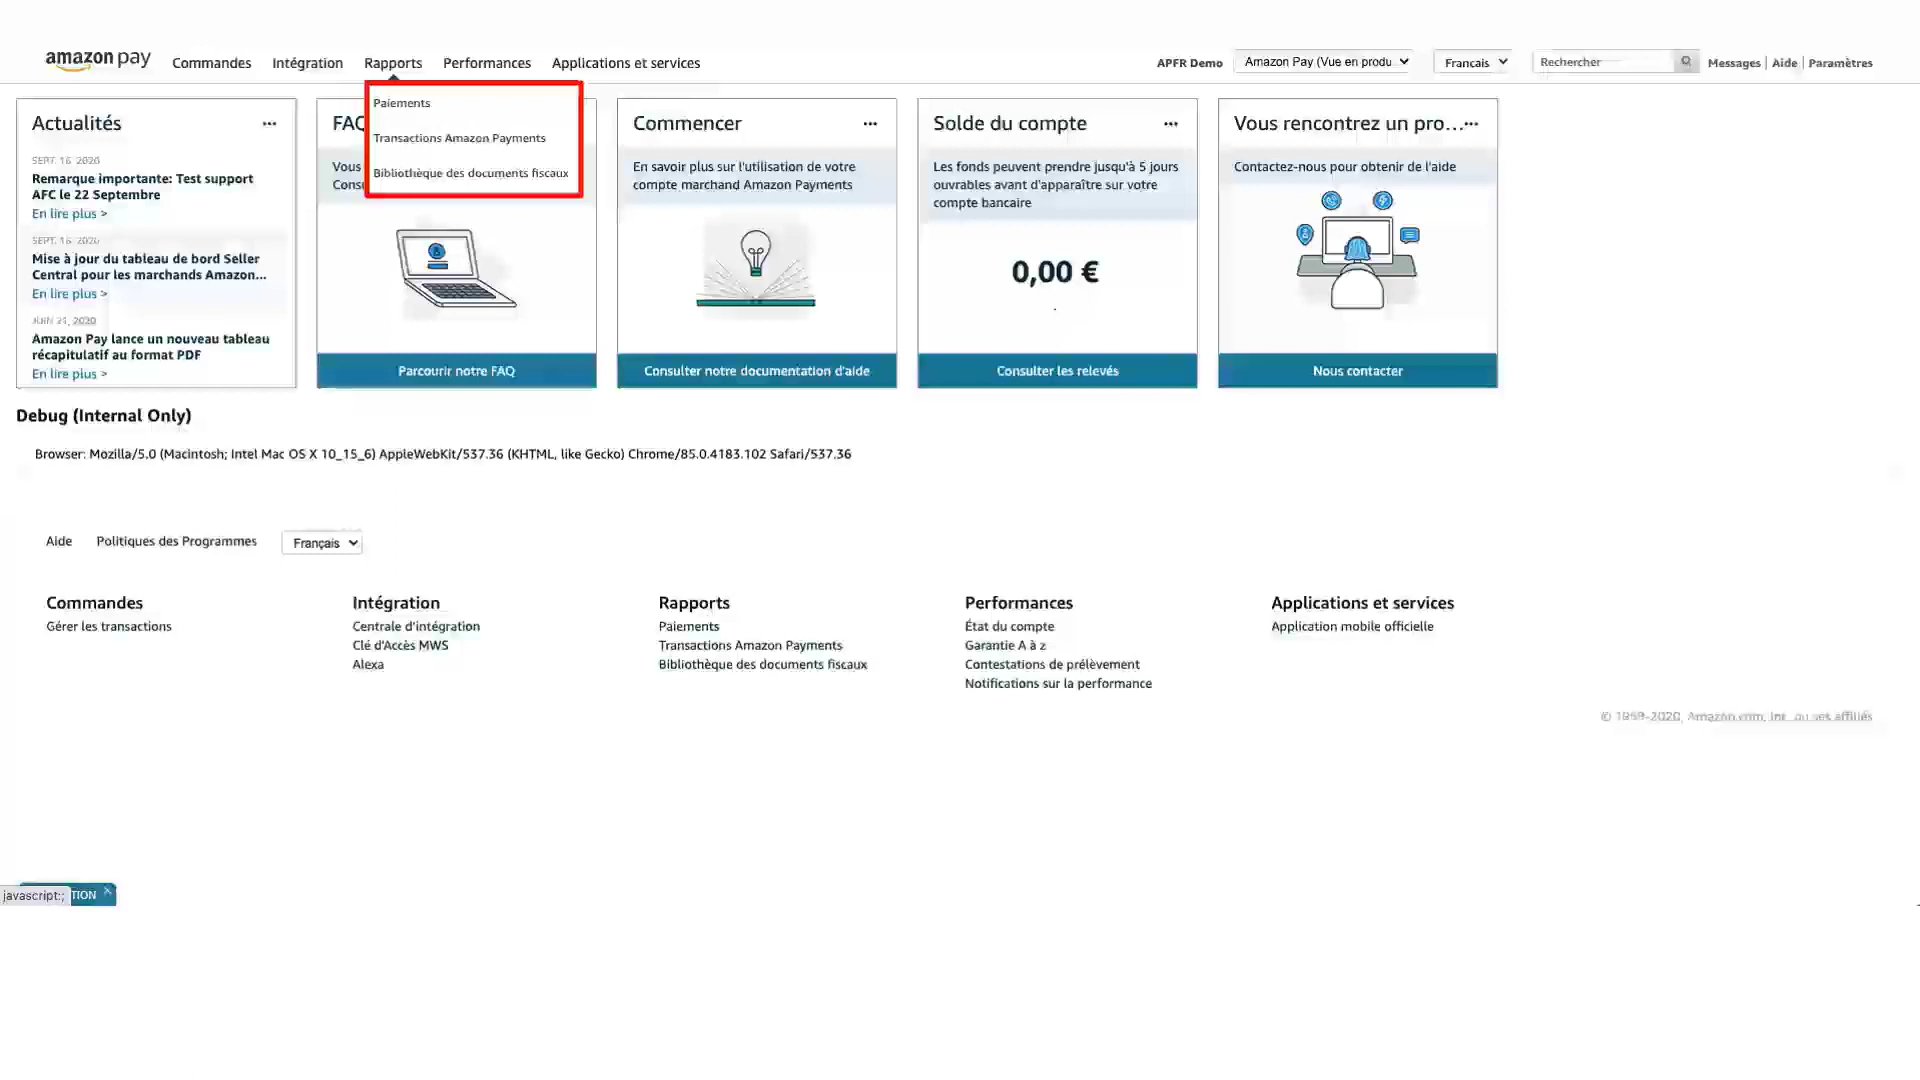 amazon pay
Commandes
Intégration
Rapports
Performances
Applications et services
APFR Demo
Amazon Pay (Vue en produ
Français
Rechercher
Messages | Aide | Paramètres
Paiements
Transactions Amazon Payments
Bibliothèque des documents fiscaux
Actualités
SEPT. 16, 2020
Remarque importante: Test support
AFC le 22 Septembre
En lire plus >
SEPT. 16, 2020
Mise à jour du tableau de bord Seller
Central pour les marchands Amazon...
En lire plus >
JUIN 21, 2020
Amazon Pay lance un nouveau tableau
récapitulatif au format PDF
En lire plus >
FAQ
Vous
Consu
Parcourir notre FAQ
Commencer
En savoir plus sur l'utilisation de votre
compte marchand Amazon Payments
Consulter notre documentation d'aide
Solde du compte
Les fonds peuvent prendre jusqu'à 5 jours
ouvrables avant d'apparaître sur votre
compte bancaire
0,00 €
.
Consulter les relevés
Vous rencontrez un pro...
Contactez-nous pour obtenir de l'aide
Nous contacter
Debug (Internal Only)
Browser: Mozilla/5.0 (Macintosh; Intel Mac OS X 10_15_6) AppleWebKit/537.36 (KHTML, like Gecko) Chrome/85.0.4183.102 Safari/537.36
Aide
Politiques des Programmes
Français
Commandes
Gérer les transactions
Intégration
Centrale d'intégration
Clé d'Accès MWS
Alexa
Rapports
Paiements
Transactions Amazon Payments
Bibliothèque des documents fiscaux
Performances
État du compte
Garantie A à z
Contestations de prélèvement
Notifications sur la performance
Applications et services
Application mobile officielle
© 1999-2020, Amazon.com, Inc. ou ses affiliés
javascript:;
TION